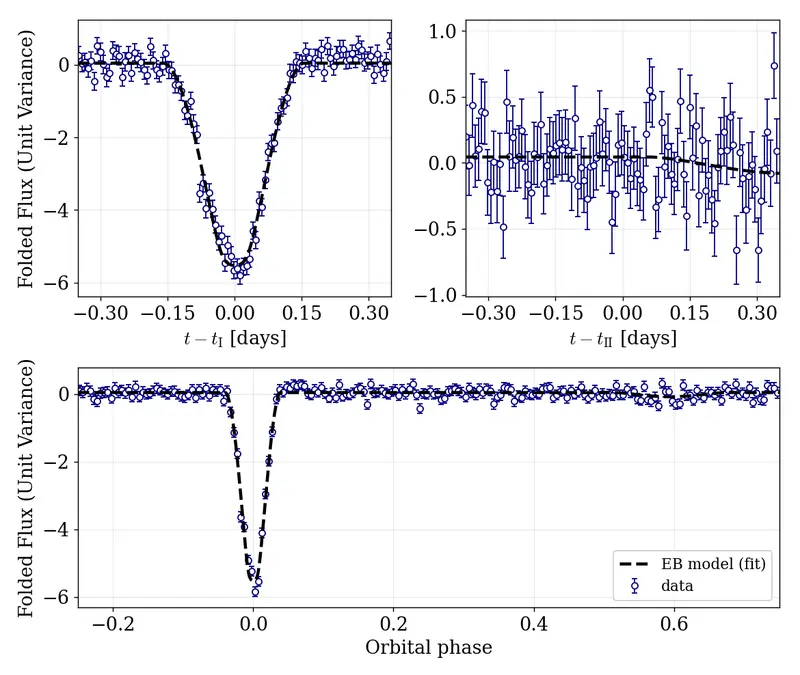 Folded Flux (Unit Variance)
0
−2
−4
−6
−0.30 −0.15 0.00 0.15 0.30
t − t_I [days]
1.0
0.5
0.0
−0.5
−1.0
−0.30 −0.15 0.00 0.15 0.30
t − t_II [days]
Folded Flux (Unit Variance)
0
−2
−4
−6
−0.2 0.0 0.2 0.4 0.6
Orbital phase
EB model (fit)
data